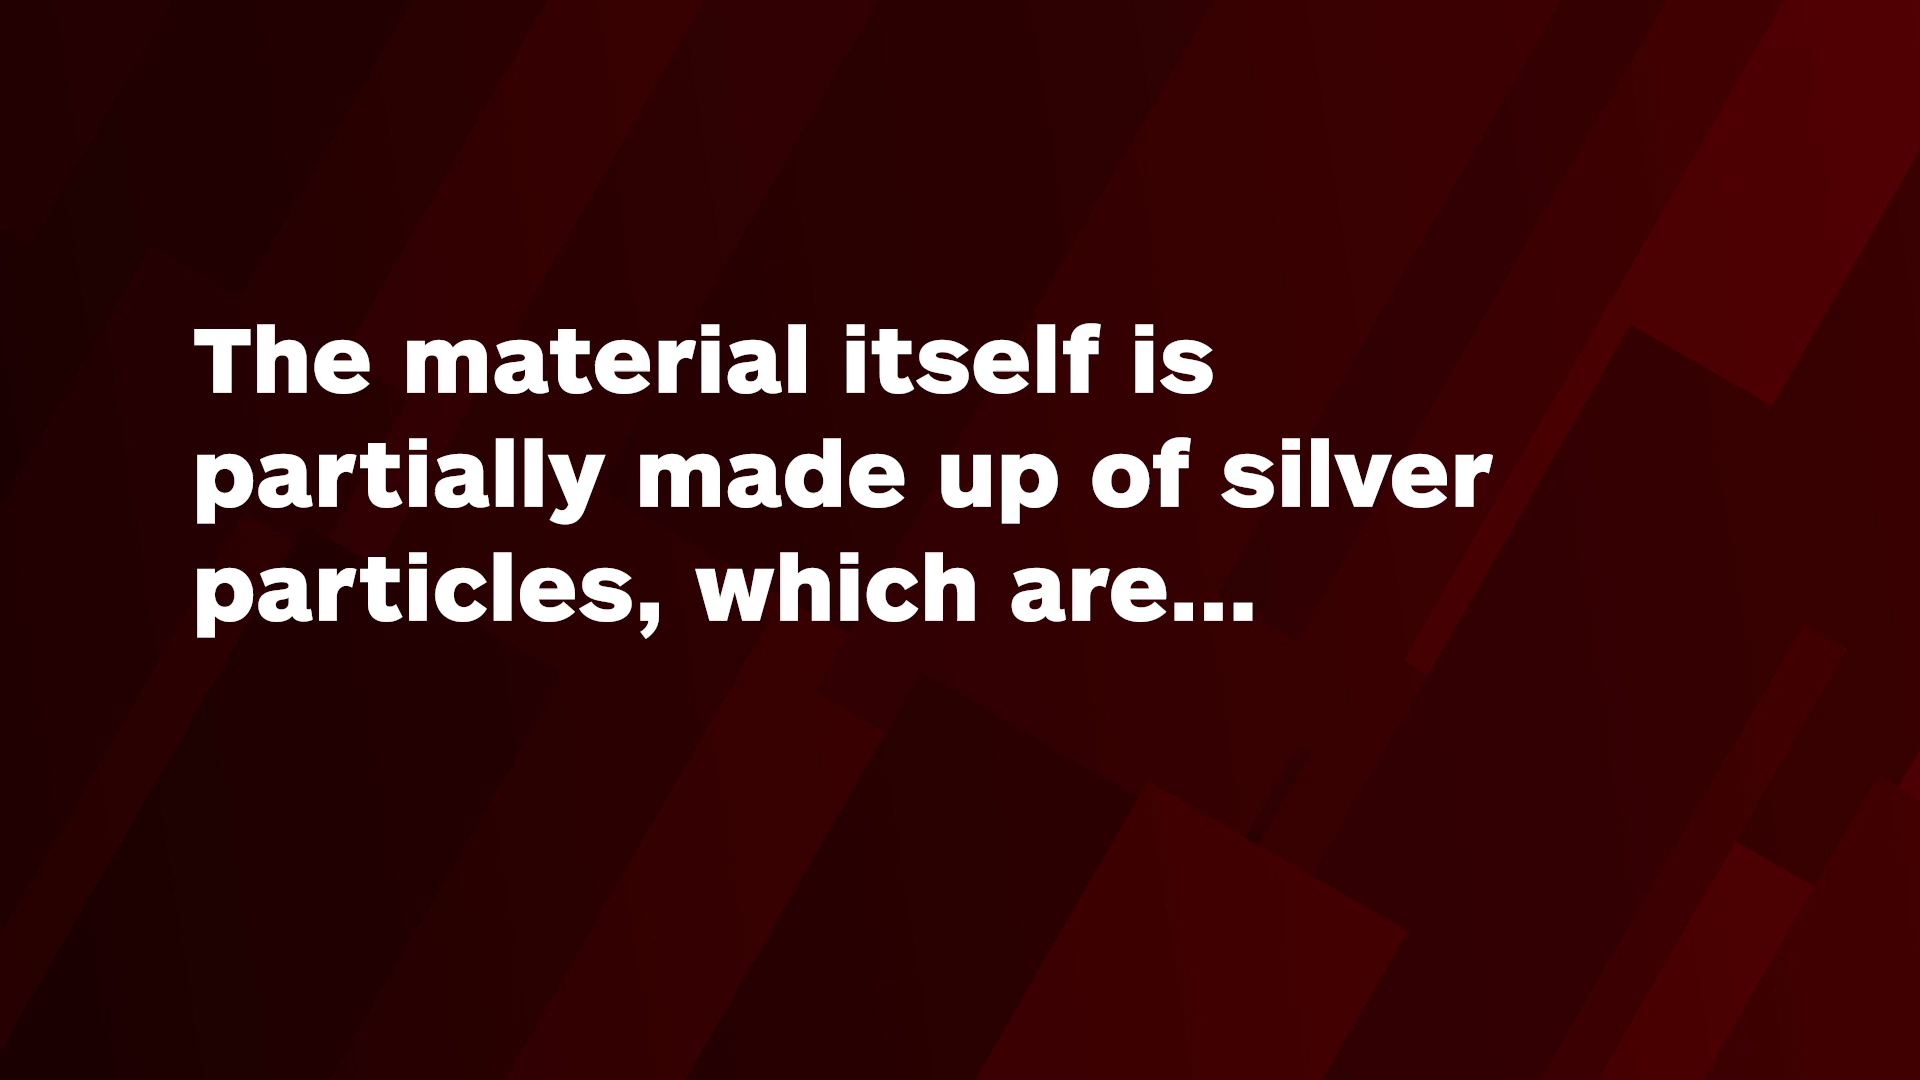 The material itself is
partially made up of silver
particles, which are...